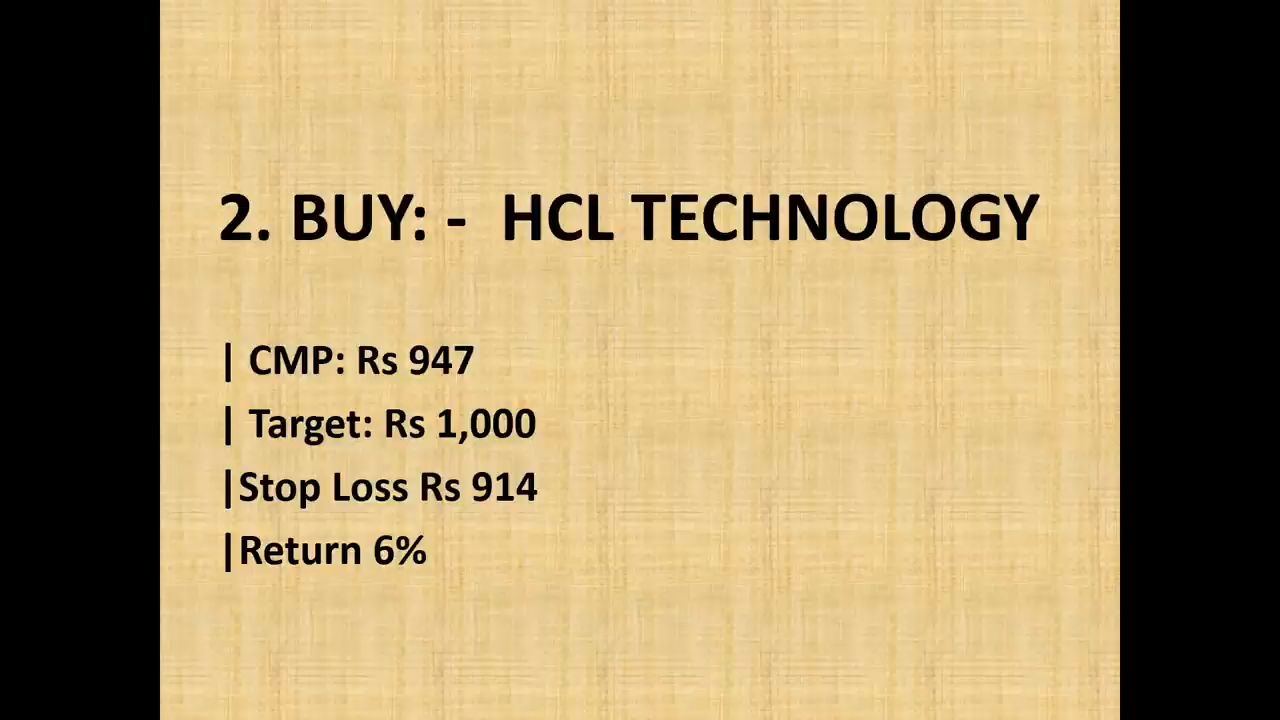 2. BUY: - HCL TECHNOLOGY
| CMP: Rs 947
| Target: Rs 1,000
|Stop Loss Rs 914
|Return 6%